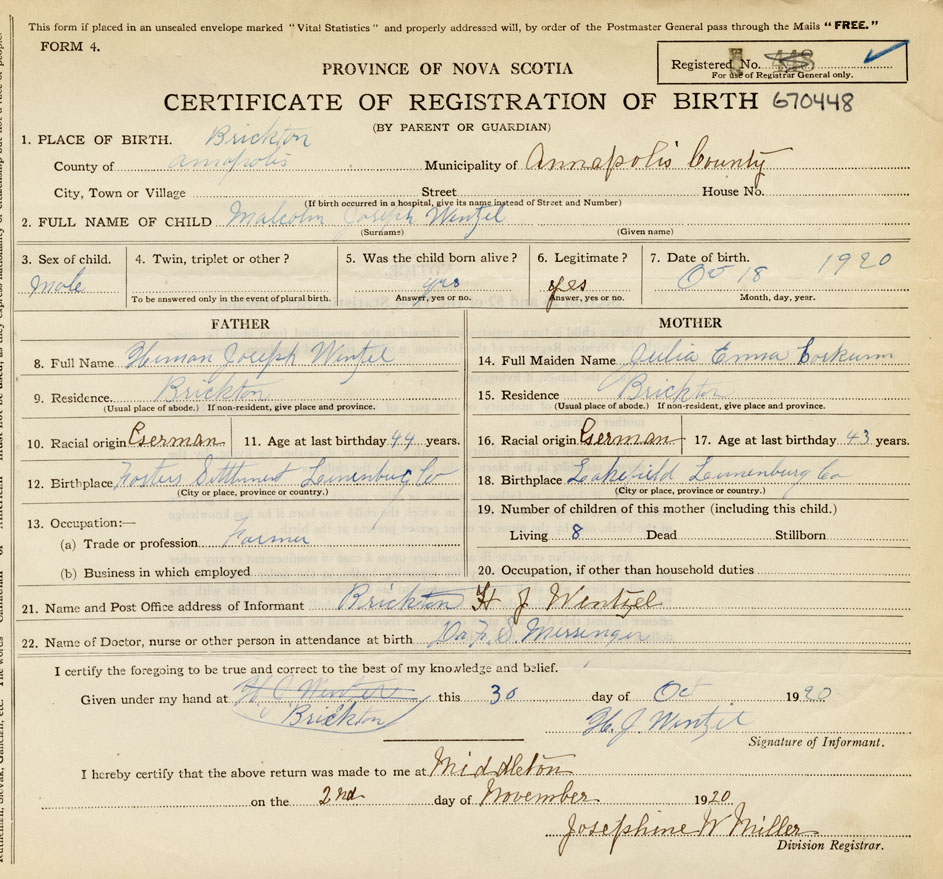 This form if placed in an unsealed envelope marked "Vital Statistics" and properly addressed will, by order of the Postmaster General pass through the Mails "FREE."
FORM 4.
Registered No. 448
For use of Registrar General only.
PROVINCE OF NOVA SCOTIA
CERTIFICATE OF REGISTRATION OF BIRTH 670448
(BY PARENT OR GUARDIAN)
1. PLACE OF BIRTH. Brickton
County of Annapolis Municipality of Annapolis County
City, Town or Village Street House No.
(If birth occurred in a hospital, give its name instead of Street and Number)
2. FULL NAME OF CHILD Malcolm Joseph Wintzel
(Surname) (Given name)
3. Sex of child. 4. Twin, triplet or other? 5. Was the child born alive? 6. Legitimate? 7. Date of birth.
Male yes yes Oct 18 1920
To be answered only in the event of plural birth. Answer, yes or no. Answer, yes or no. Month, day, year.
FATHER MOTHER
8. Full Name Heman Joseph Wintzel 14. Full Maiden Name Julia Emma Corkum
9. Residence. Brickton 15. Residence Brickton
(Usual place of abode.) If non-resident, give place and province. (Usual place of abode.) If non-resident, give place and province.
10. Racial origin German 11. Age at last birthday 44 years. 16. Racial origin German 17. Age at last birthday 43 years.
12. Birthplace Fosters Settlment Lunenburg Co 18. Birthplace Lakefield Lunenburg Co
(City or place, province or country.) (City or place, province or country.)
13. Occupation:— 19. Number of children of this mother (including this child.)
(a) Trade or profession Farmer Living 8 Dead Stillborn
(b) Business in which employed 20. Occupation, if other than household duties
21. Name and Post Office address of Informant Brickton H J Wintzel
22. Name of Doctor, nurse or other person in attendance at birth Dr. F. S. Messenger
I certify the foregoing to be true and correct to the best of my knowledge and belief.
Given under my hand at H J Wintzel this 30 day of Oct 1920
Brickton H. J. Wintzel
Signature of Informant.
I hereby certify that the above return was made to me at Middleton
on the 2nd day of November 1920
Josephine W Miller
Division Registrar.